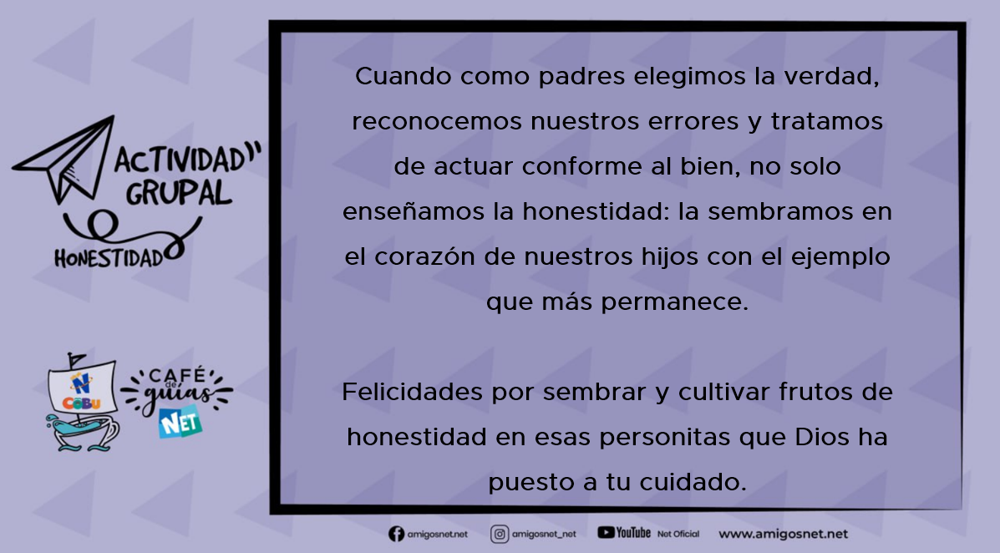 ACTIVIDAD"
GRUPAL
HONESTIDAD
N
COBU
CAFÉ
de
guías
NET
Cuando como padres elegimos la verdad,
reconocemos nuestros errores y tratamos
de actuar conforme al bien, no solo
enseñamos la honestidad: la sembramos en
el corazón de nuestros hijos con el ejemplo
que más permanece.
Felicidades por sembrar y cultivar frutos de
honestidad en esas personitas que Dios ha
puesto a tu cuidado.
amigosnet.net amigosnet_net YouTube Net Oficial www.amigosnet.net